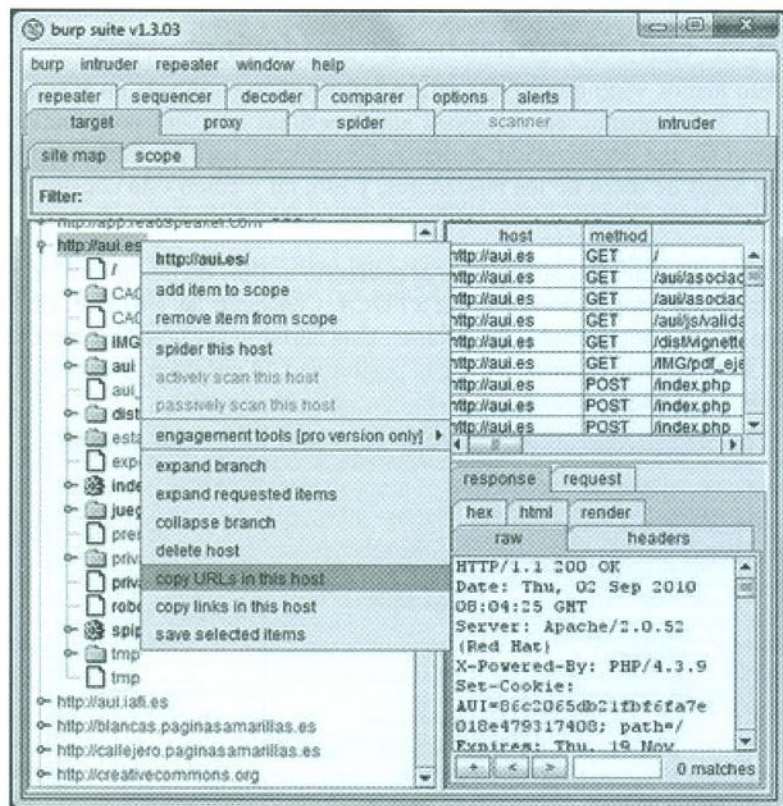 burp suite v1.3.03
burp intruder repeater window help
repeater sequencer decoder comparer options alerts
target proxy spider scanner intruder
site map scope
Filter:
http://aui.es
/
CAC
CAC
IMG
aui
aui_
dist
esta
exp
inde
jueg
pres
priv
priva
robo
spip
tmp
tmp
http://aui.iafi.es
http://blancas.paginasamarillas.es
http://callejero.paginasamarillas.es
http://creativecommons.org
http://aui.es/
add item to scope
remove item from scope
spider this host
actively scan this host
passively scan this host
engagement tools [pro version only]
expand branch
expand requested items
collapse branch
delete host
copy URLs in this host
copy links in this host
save selected items
host method
http://aui.es GET /
http://aui.es GET /aui/asociac
http://aui.es GET /aui/asociac
http://aui.es GET /aui/js/valida
http://aui.es GET /dist/vignette
http://aui.es GET /IMG/pdf_eje
http://aui.es POST /index.php
http://aui.es POST /index.php
http://aui.es POST /index.php
response request
hex html render
raw headers
HTTP/1.1 200 OK
Date: Thu, 02 Sep 2010
08:04:25 GMT
Server: Apache/2.0.52
(Red Hat)
X-Powered-By: PHP/4.3.9
Set-Cookie:
AUI=86c2065db21fbf6fa7e
018e479317408; path=/
Expires: Thu, 19 Nov
+ < > 0 matches